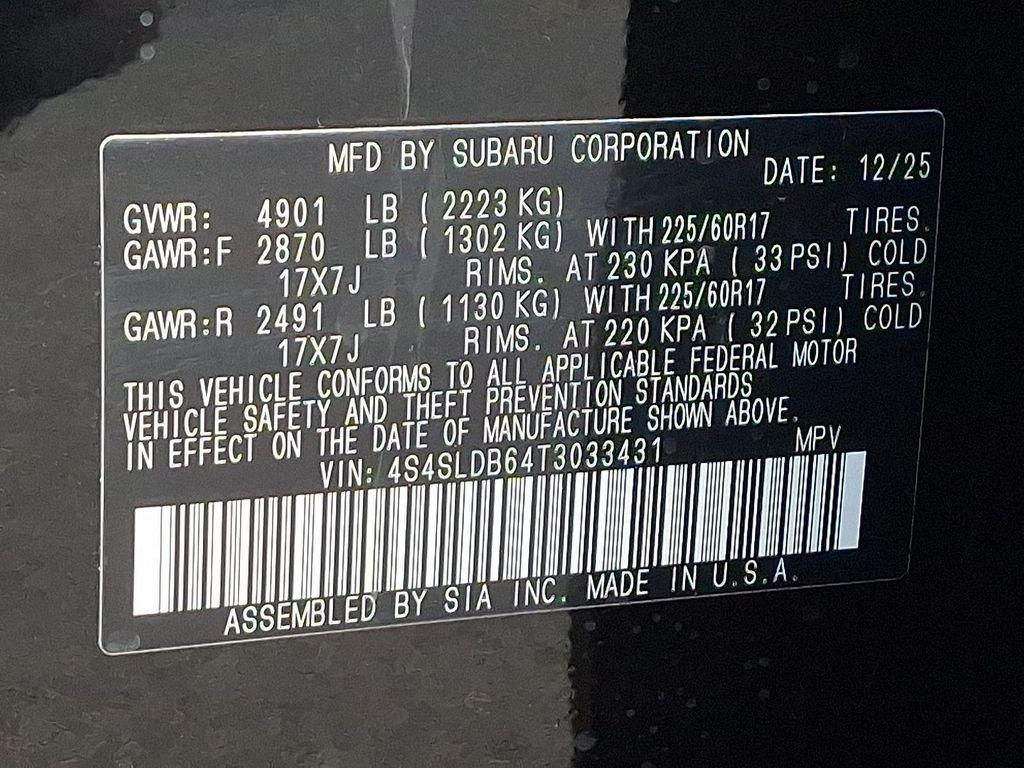 MFD BY SUBARU CORPORATION
DATE: 12/25
GVWR: 4901 LB ( 2223 KG)
GAWR:F 2870 LB ( 1302 KG) WITH 225/60R17 TIRES.
17X7J RIMS. AT 230 KPA ( 33 PSI) COLD
GAWR:R 2491 LB ( 1130 KG) WITH 225/60R17 TIRES.
17X7J RIMS. AT 220 KPA ( 32 PSI) COLD
THIS VEHICLE CONFORMS TO ALL APPLICABLE FEDERAL MOTOR
VEHICLE SAFETY AND THEFT PREVENTION STANDARDS
IN EFFECT ON THE DATE OF MANUFACTURE SHOWN ABOVE.
VIN: 4S4SLDB64T3033431 MPV
ASSEMBLED BY SIA INC. MADE IN U.S.A.